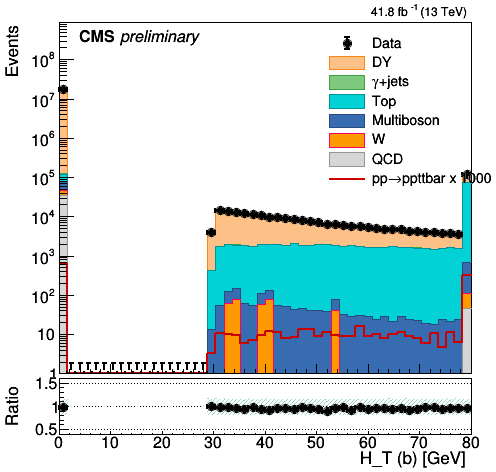 41.8 fb⁻¹ (13 TeV)
CMS preliminary
Events
Data
DY
γ+jets
Top
Multiboson
W
QCD
pp→ppttbar x 1000
10⁸
10⁷
10⁶
10⁵
10⁴
10³
10²
10
1
Ratio
1.5
1
0.5
0 10 20 30 40 50 60 70 80
H_T (b) [GeV]